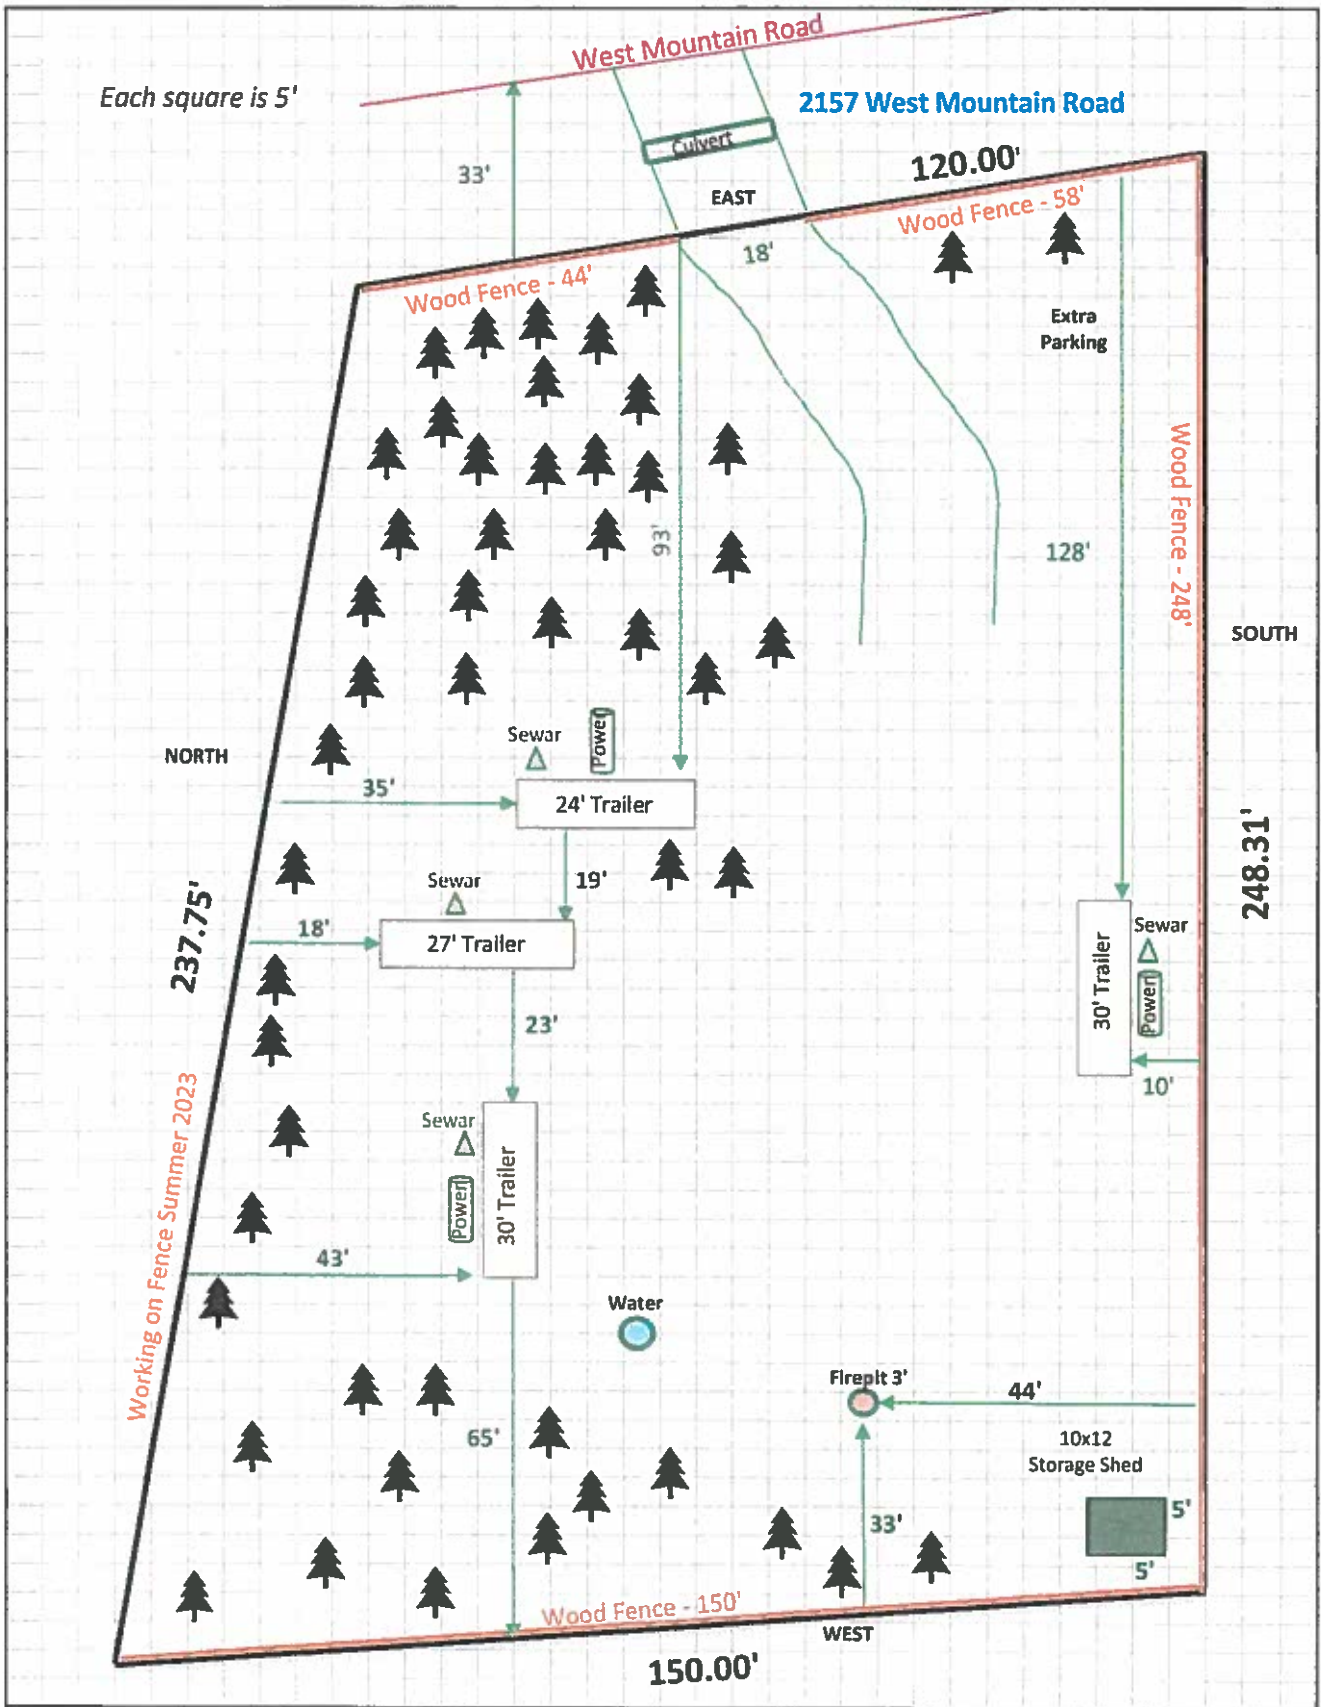 West Mountain Road
Each square is 5'
2157 West Mountain Road
Culvert
33'
120.00'
EAST
Wood Fence - 58'
18'
Wood Fence - 44'
Extra
Parking
Wood Fence - 248'
93'
128'
SOUTH
Sewar
Power
NORTH
35'
24' Trailer
19'
Sewar
248.31'
237.75'
18'
27' Trailer
Sewar
30' Trailer
Power
23'
10'
Working on Fence Summer 2023
Sewar
Power
30' Trailer
43'
Water
Firepit 3'
44'
65'
10x12
Storage Shed
5'
33'
5'
Wood Fence - 150'
WEST
150.00'